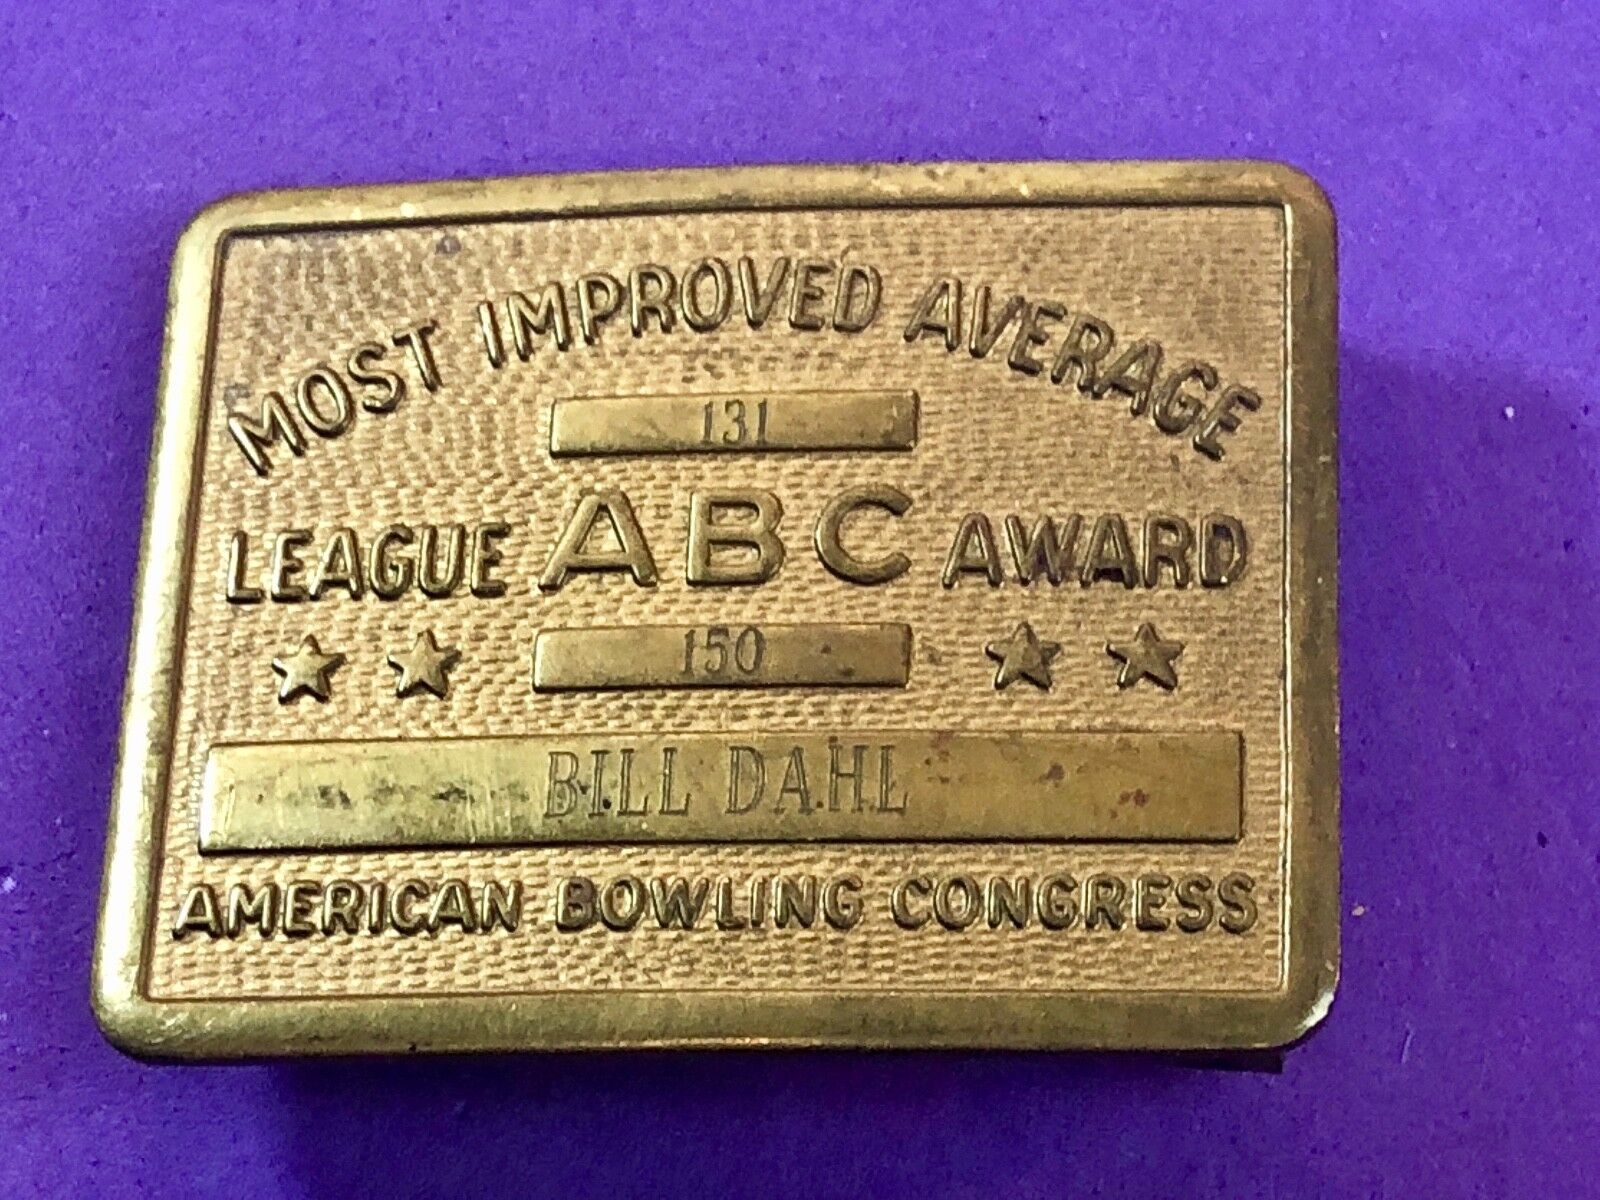 MOST IMPROVED AVERAGE
131
LEAGUE ABC AWARD
150
BILL DAHL
AMERICAN BOWLING CONGRESS